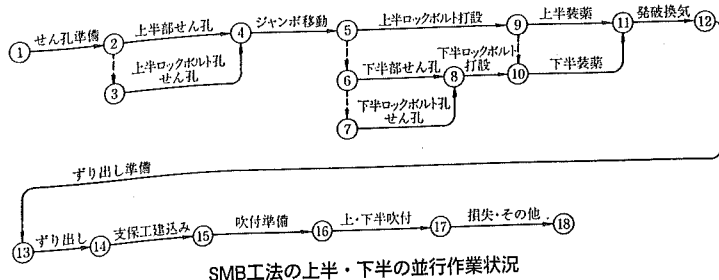 ① せん孔準備 ② 上半部せん孔 ④ ジャンボ移動 ⑤ 上半ロックボルト打設 ⑨ 上半装薬 ⑪ 発破換気 ⑫
③ 上半ロックボルト孔
せん孔
⑥ 下半部せん孔 ⑧ 下半ロックボルト
打設 ⑩ 下半装薬
⑦ 下半ロックボルト孔
せん孔
ずり出し準備
⑬ ずり出し ⑭ 支保工建込み ⑮ 吹付準備 ⑯ 上・下半吹付 ⑰ 損失・その他 ⑱
SMB工法の上半・下半の並行作業状況